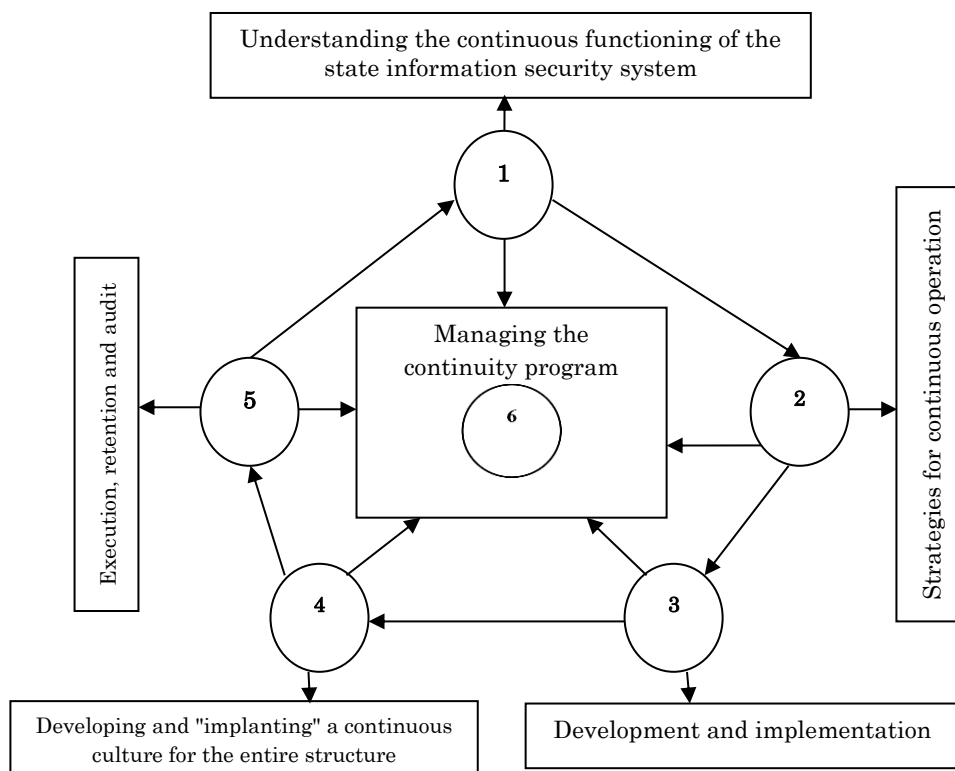 Understanding the continuous functioning of the
state information security system
1
Strategies for continuous operation
Execution, retention and audit
Managing the
continuity program
5
2
6
4
3
Developing and "implanting" a continuous
culture for the entire structure
Development and implementation